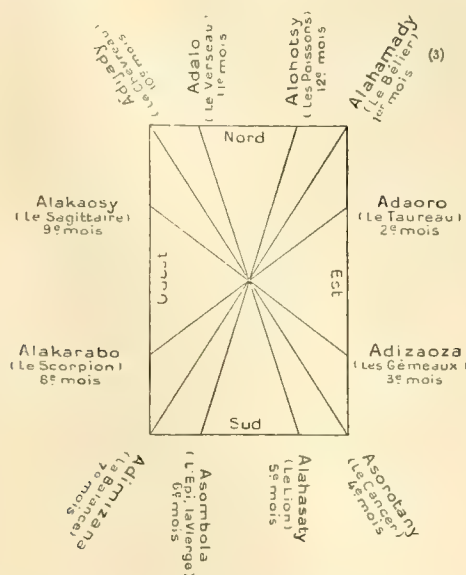 Adijady
(Le Chevreau)
10e mois
Adalo
(Le Verseau)
11e mois
Alohotsy
(Les Poissons)
12e mois
Alahamady
(Le Bélier)
1er mois
(3)
Nord
Alakaosy
(Le Sagittaire)
9e mois
Adaoro
(Le Taureau)
2e mois
Ouest
Est
Alakarabo
(Le Scorpion)
8e mois
Adizaoza
(Les Gémeaux)
3e mois
Sud
Adimizana
(La Balance)
7e mois
Asombola
(L'Épi, la Vierge)
6e mois
Alahasaty
(Le Lion)
5e mois
Asorotany
(Le Cancer)
4e mois